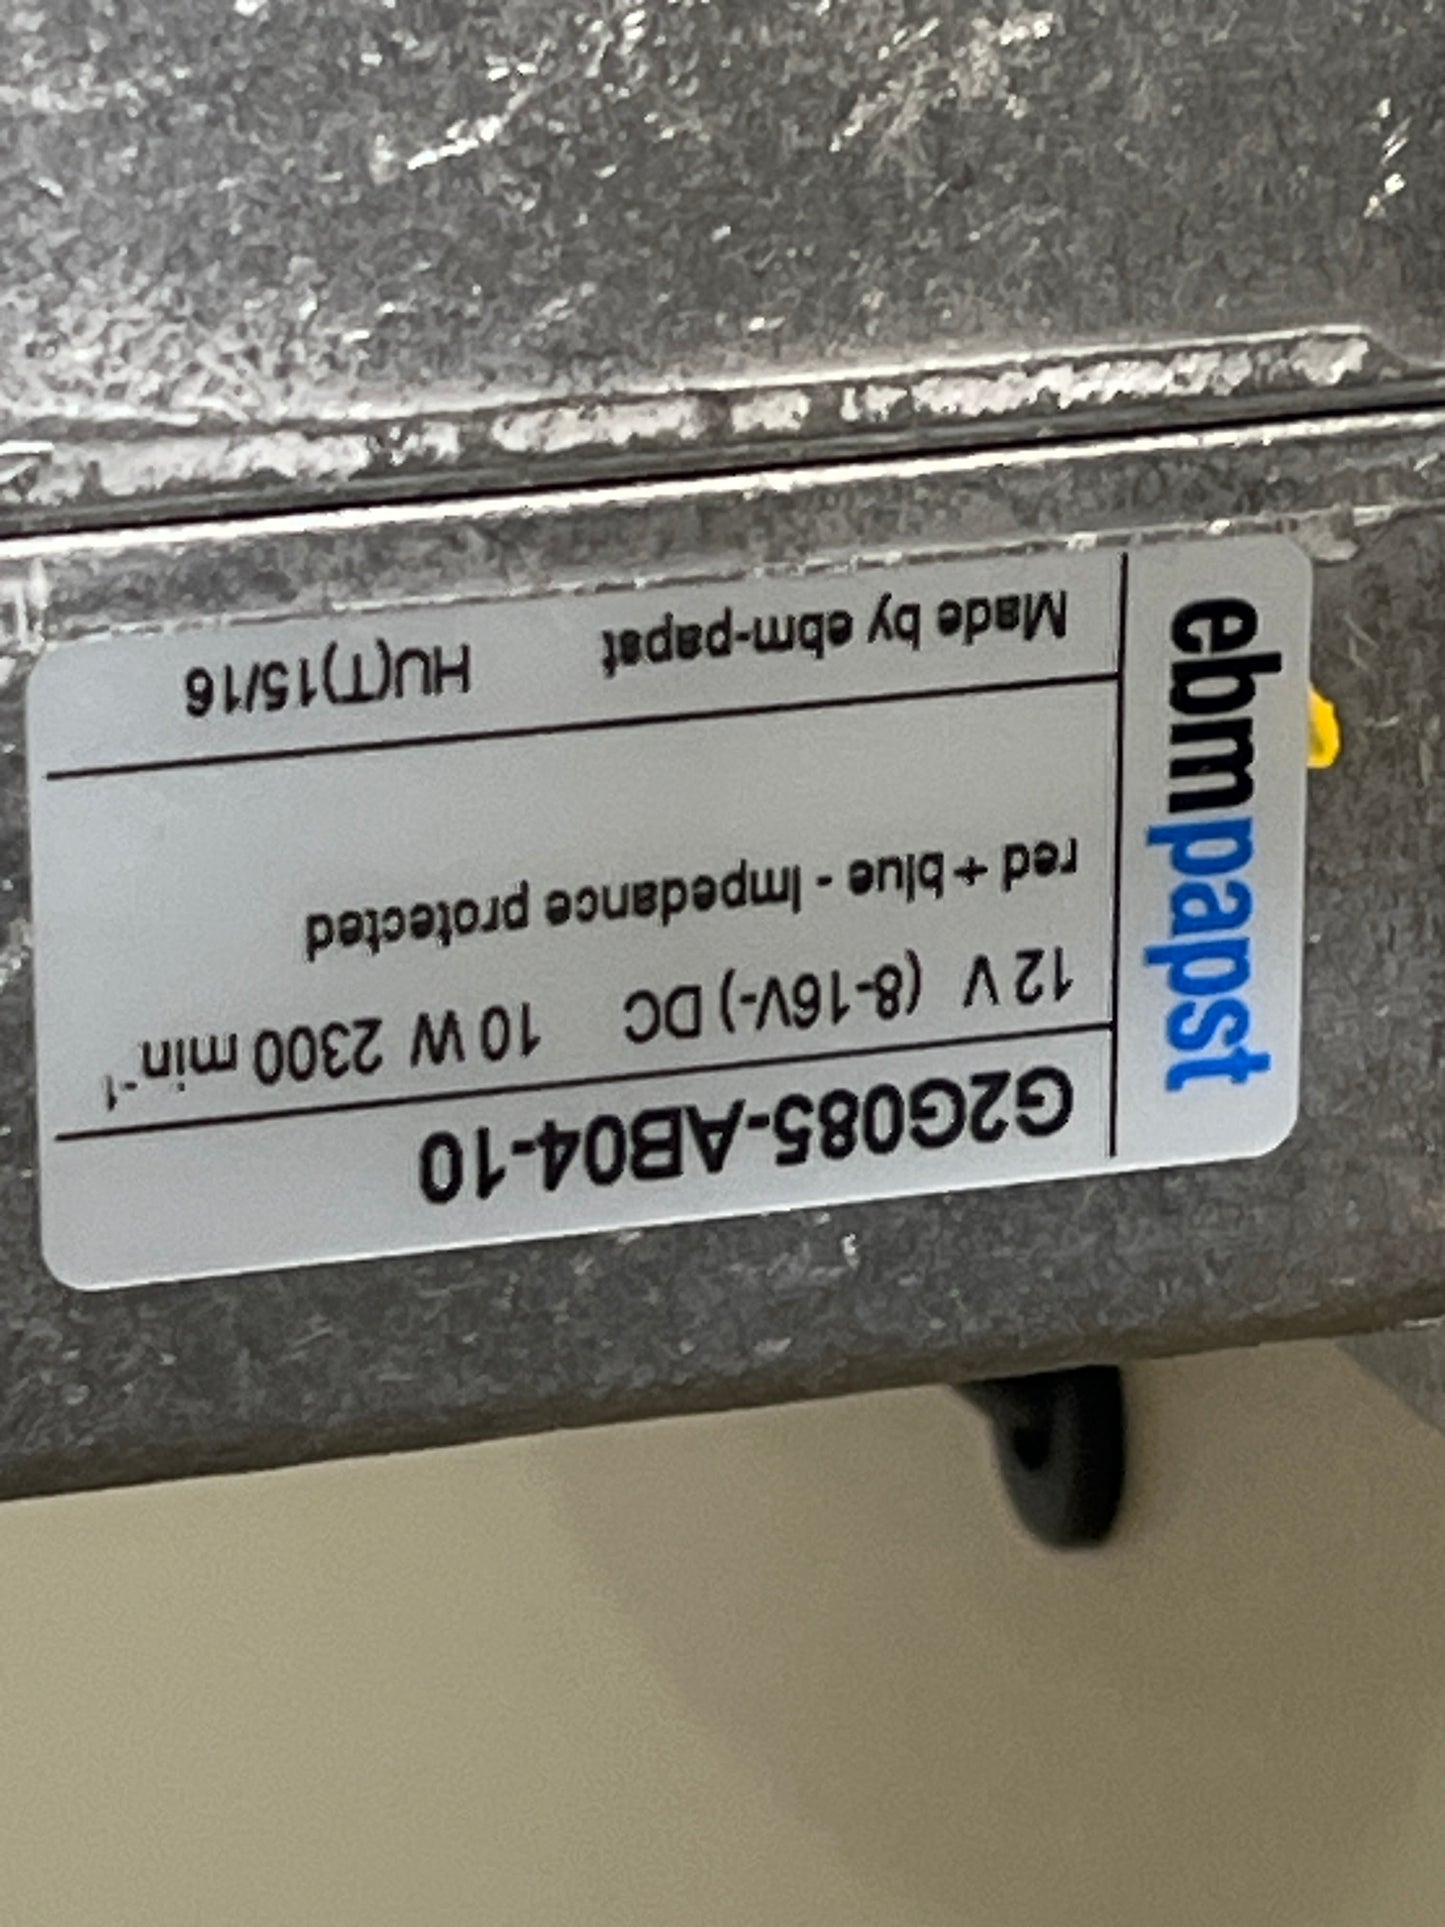 ebmpapst
G2G085-AB04-10
12 V (8-16V-) DC 10 W 2300 min⁻¹
red + blue - Impedance protected
Made by ebm-papst HU(T)15/16